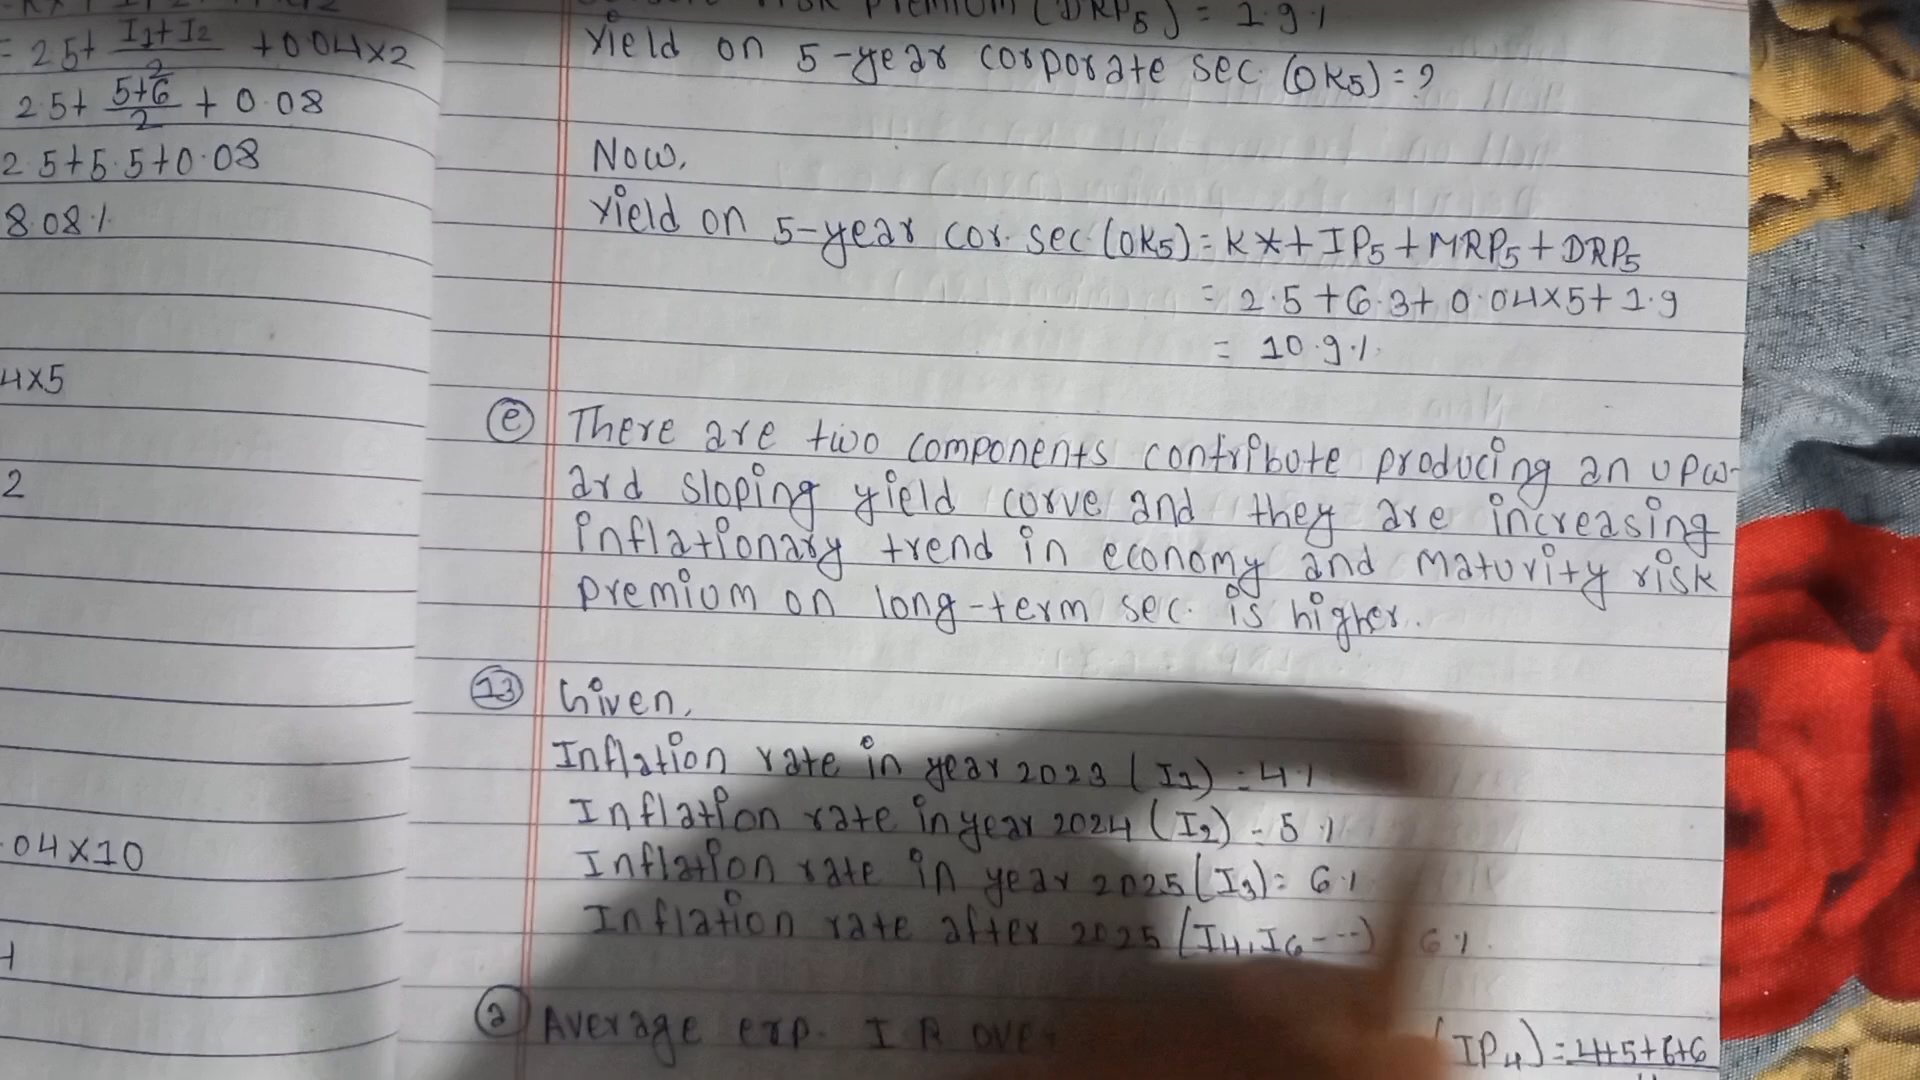 = 2.5+ I1+I2/2 +0.04×2
2.5+ 5+6/2 + 0.08
2.5+5.5+0.08
8.08%
4×5
2
.04×10
Premium (DRP5) = 1.9%
Yield on 5-year corporate sec. (OK5) = ?
Now,
Yield on 5-year cor. sec. (OK5) = K*+IP5+MRP5+DRP5
= 2.5+6.3+0.04×5+1.9
= 10.9%
(e) There are two components contribute producing an upw-
ard sloping yield curve and they are increasing
inflationary trend in economy and maturity risk
premium on long-term sec. is higher.
(13) Given,
Inflation rate in year 2023 (I1) = 4%
Inflation rate in year 2024 (I2) = 5%
Inflation rate in year 2025 (I3) = 6%
Inflation rate after 2025 (I4, I6---) 6%
(a) Average exp. I R ove (IP4) = 4+5+6+6